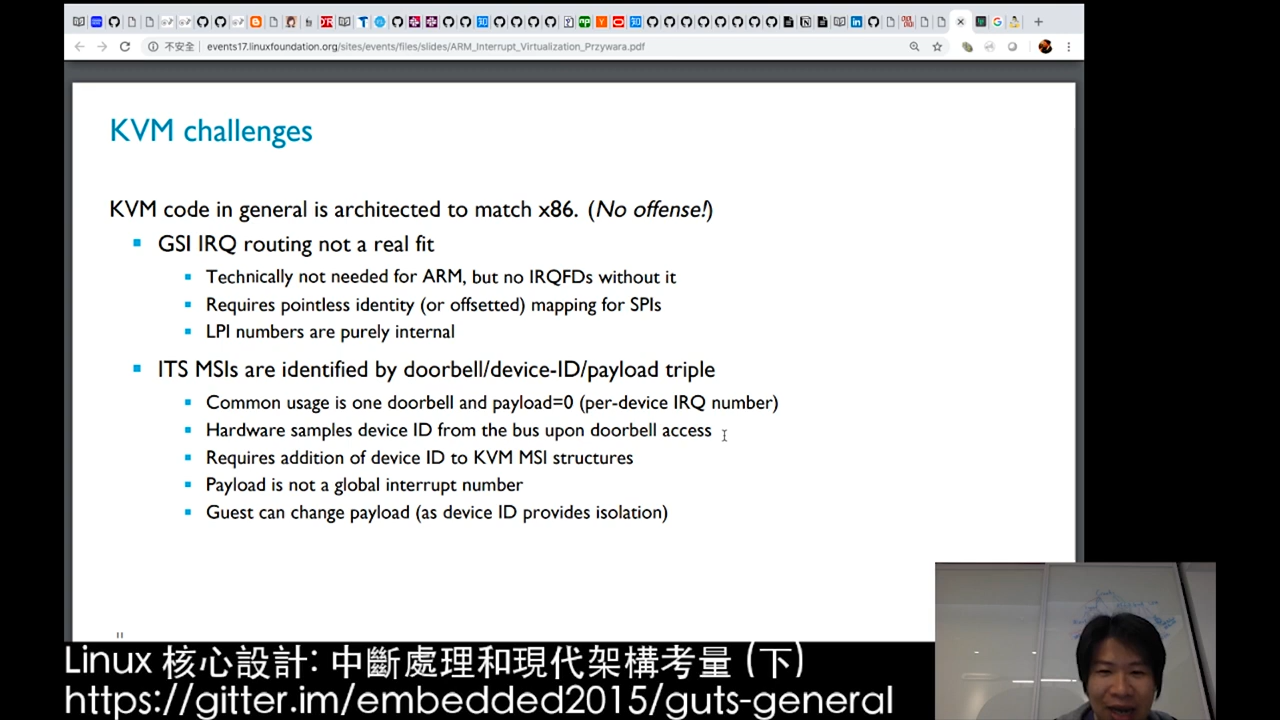 不安全
events17.linuxfoundation.org/sites/events/files/slides/ARM_Interrupt_Virtualization_Przywara.pdf
KVM challenges
KVM code in general is architected to match x86. (No offense!)
GSI IRQ routing not a real fit
Technically not needed for ARM, but no IRQFDs without it
Requires pointless identity (or offsetted) mapping for SPIs
LPI numbers are purely internal
ITS MSIs are identified by doorbell/device-ID/payload triple
Common usage is one doorbell and payload=0 (per-device IRQ number)
Hardware samples device ID from the bus upon doorbell access
Requires addition of device ID to KVM MSI structures
Payload is not a global interrupt number
Guest can change payload (as device ID provides isolation)
Linux 核心設計: 中斷處理和現代架構考量 (下)
https://gitter.im/embedded2015/guts-general